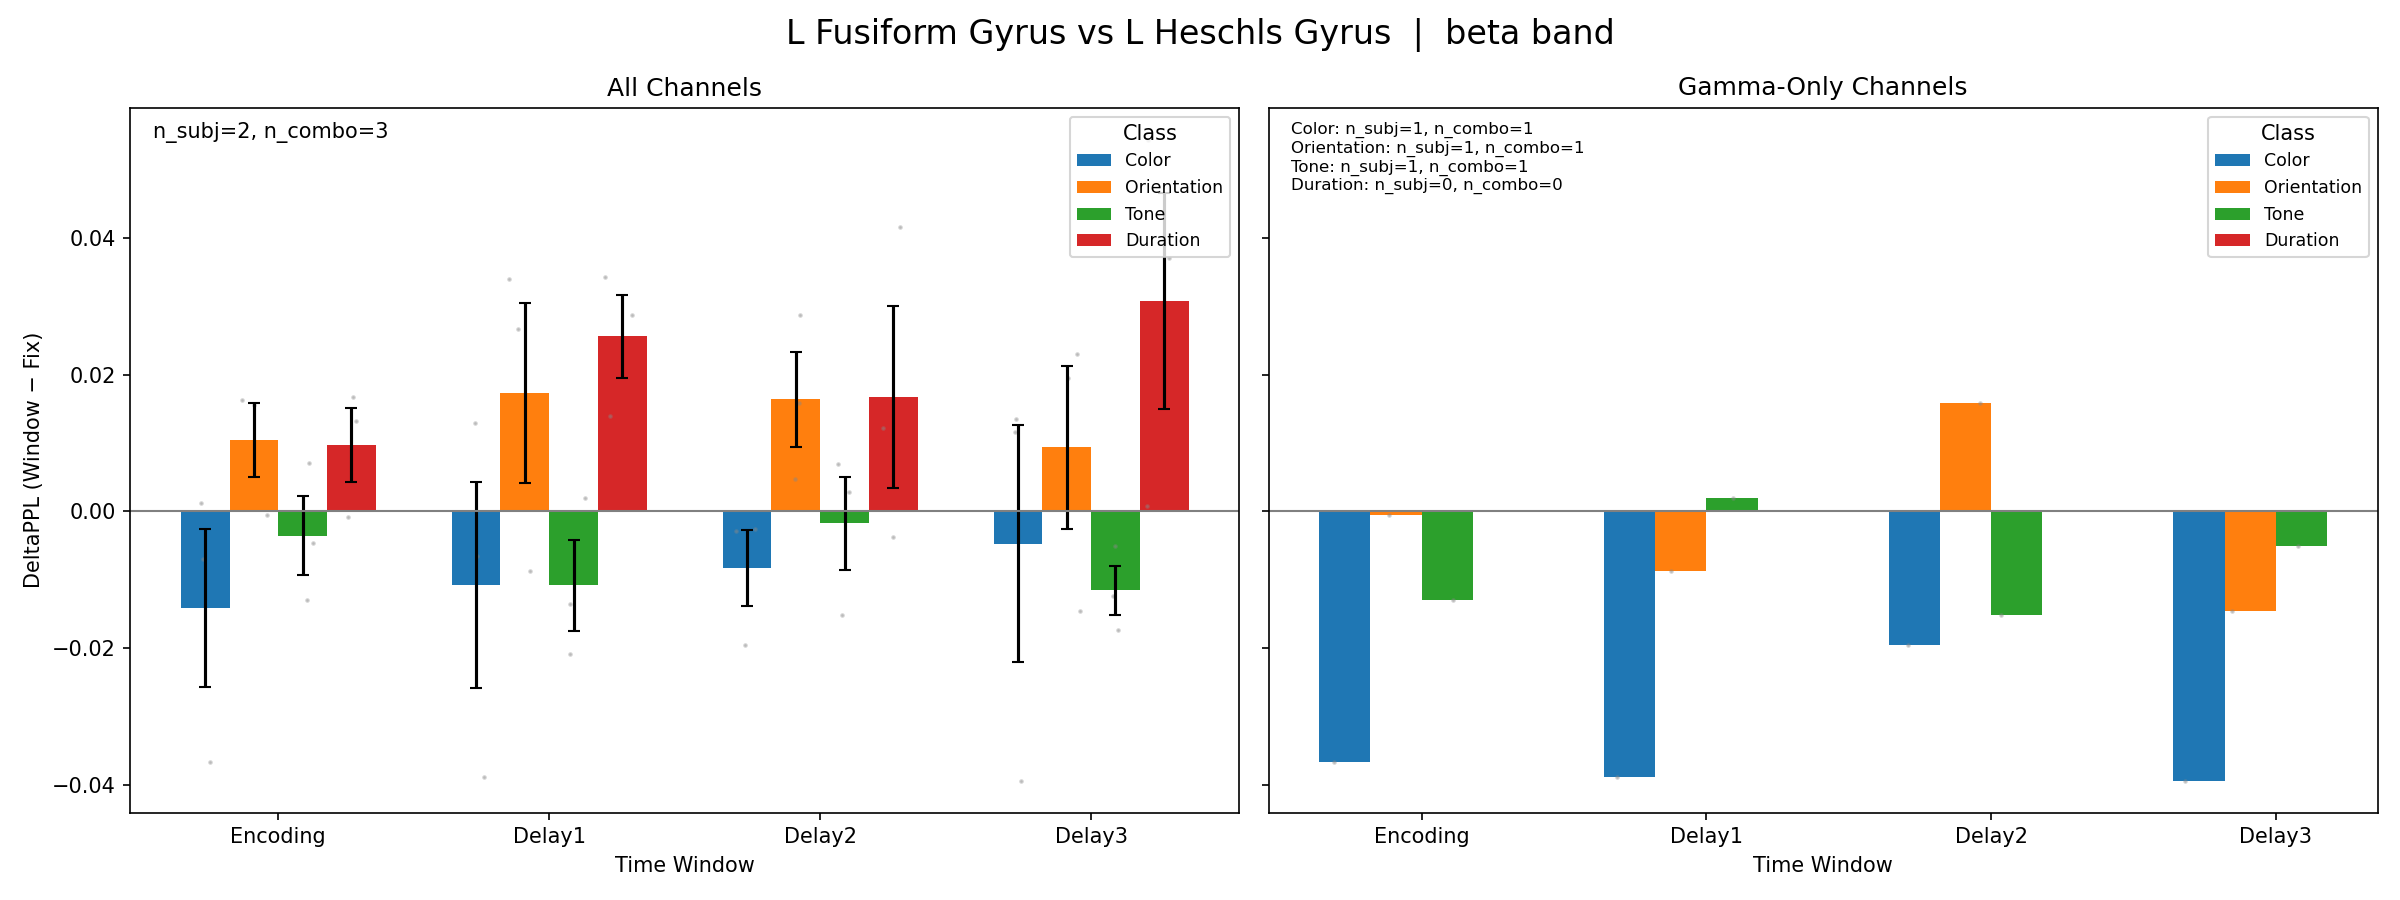 L Fusiform Gyrus vs L Heschls Gyrus | beta band
All Channels
n_subj=2, n_combo=3
Class
Color
Orientation
Tone
Duration
0.04
0.02
0.00
−0.02
−0.04
DeltaPPL (Window − Fix)
Encoding
Delay1
Delay2
Delay3
Time Window
Gamma-Only Channels
Color: n_subj=1, n_combo=1
Orientation: n_subj=1, n_combo=1
Tone: n_subj=1, n_combo=1
Duration: n_subj=0, n_combo=0
Class
Color
Orientation
Tone
Duration
Encoding
Delay1
Delay2
Delay3
Time Window